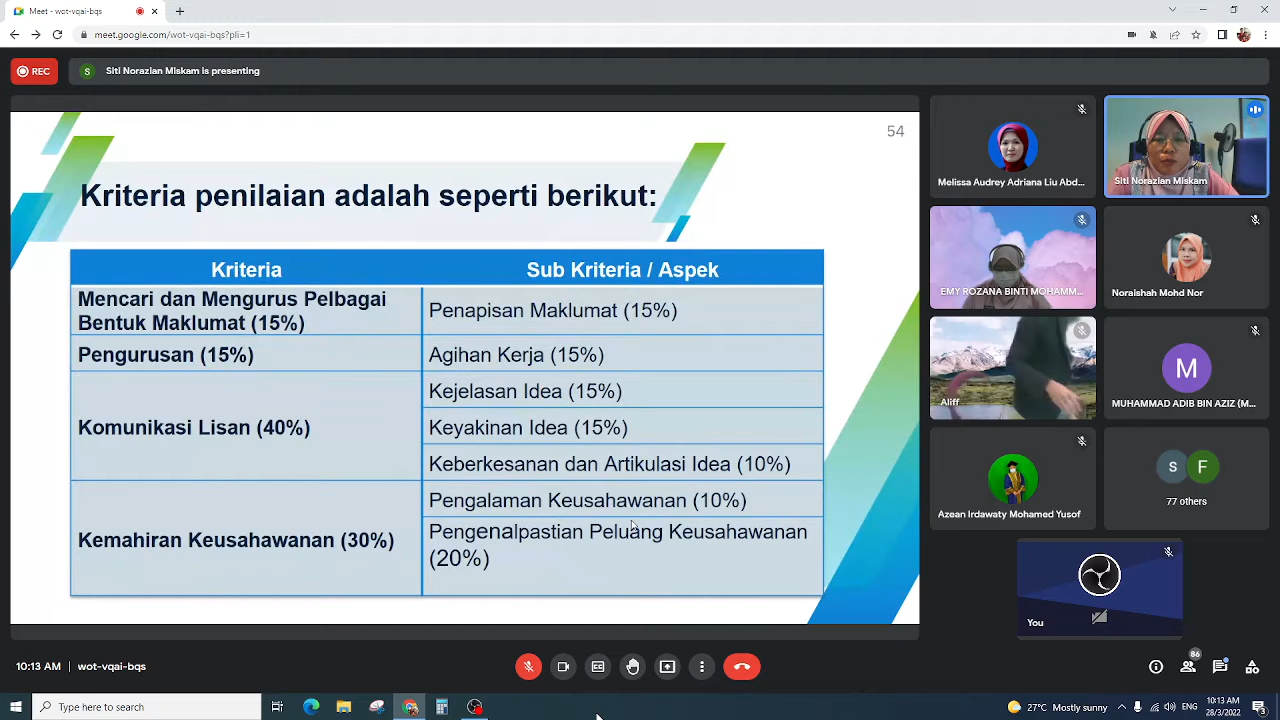 Meet - wot-vqai-bqs
meet.google.com/wot-vqai-bqs?pli=1
REC
S
Siti Norazian Miskam is presenting
54
Kriteria penilaian adalah seperti berikut:
Kriteria
Sub Kriteria / Aspek
Mencari dan Mengurus Pelbagai
Bentuk Maklumat (15%)
Penapisan Maklumat (15%)
Pengurusan (15%)
Agihan Kerja (15%)
Komunikasi Lisan (40%)
Kejelasan Idea (15%)
Keyakinan Idea (15%)
Keberkesanan dan Artikulasi Idea (10%)
Kemahiran Keusahawanan (30%)
Pengalaman Keusahawanan (10%)
Pengenalpastian Peluang Keusahawanan
(20%)
Melissa Audrey Adriana Liu Abd...
Siti Norazian Miskam
EMY ROZANA BINTI MOHAMM...
Noraishah Mohd Nor
Aliff
M
MUHAMMAD ADIB BIN AZIZ (M...
Azean Irdawaty Mohamed Yusof
S F
77 others
You
10:13 AM | wot-vqai-bqs
86
Type here to search
27°C Mostly sunny
10:13 AM
28/3/2022
3